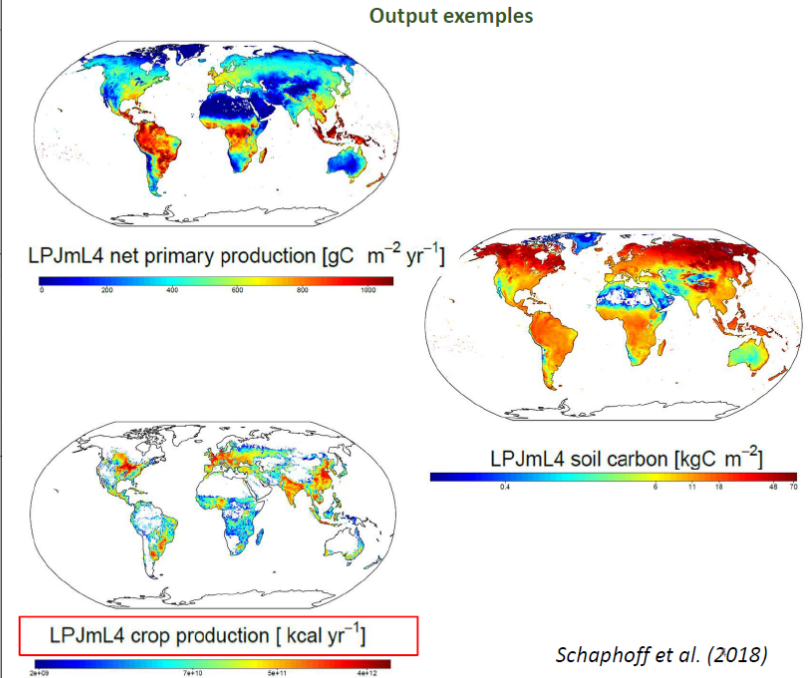 Output exemples
LPJmL4 net primary production [gC m⁻² yr⁻¹]
0 200 400 600 800 1000
LPJmL4 soil carbon [kgC m⁻²]
0.4 6 11 18 48 70
LPJmL4 crop production [ kcal yr⁻¹]
2e+09 7e+10 5e+11 4e+12
Schaphoff et al. (2018)